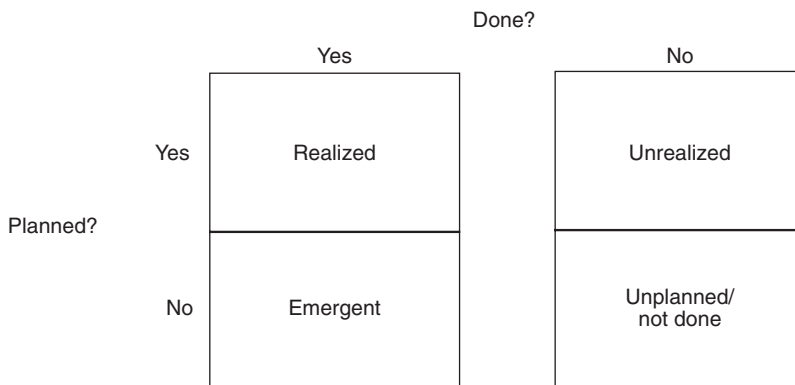 Done?
Yes
No
Yes
Realized
Unrealized
Planned?
No
Emergent
Unplanned/
not done